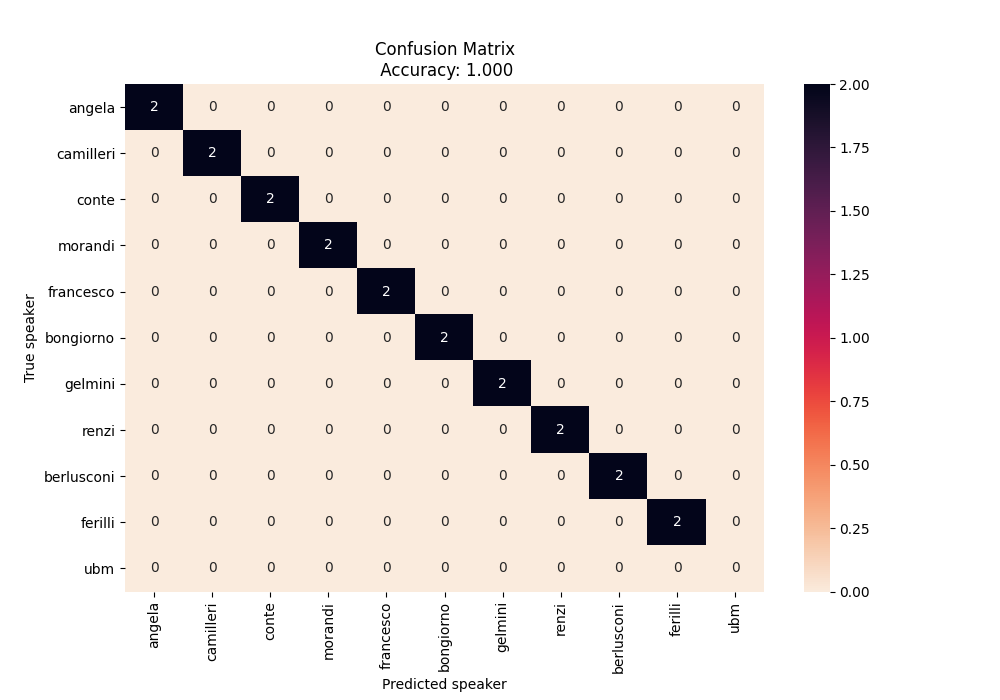 Confusion Matrix
Accuracy: 1.000
angela 2 0 0 0 0 0 0 0 0 0 0 2.00
camilleri 0 2 0 0 0 0 0 0 0 0 0 1.75
conte 0 0 2 0 0 0 0 0 0 0 0 1.50
morandi 0 0 0 2 0 0 0 0 0 0 0 1.25
francesco 0 0 0 0 2 0 0 0 0 0 0
bongiorno 0 0 0 0 0 2 0 0 0 0 0 1.00
gelmini 0 0 0 0 0 0 2 0 0 0 0 0.75
renzi 0 0 0 0 0 0 0 2 0 0 0
berlusconi 0 0 0 0 0 0 0 0 2 0 0 0.50
ferilli 0 0 0 0 0 0 0 0 0 2 0 0.25
ubm 0 0 0 0 0 0 0 0 0 0 0 0.00
True speaker
angela camilleri conte morandi francesco bongiorno gelmini renzi berlusconi ferilli ubm
Predicted speaker